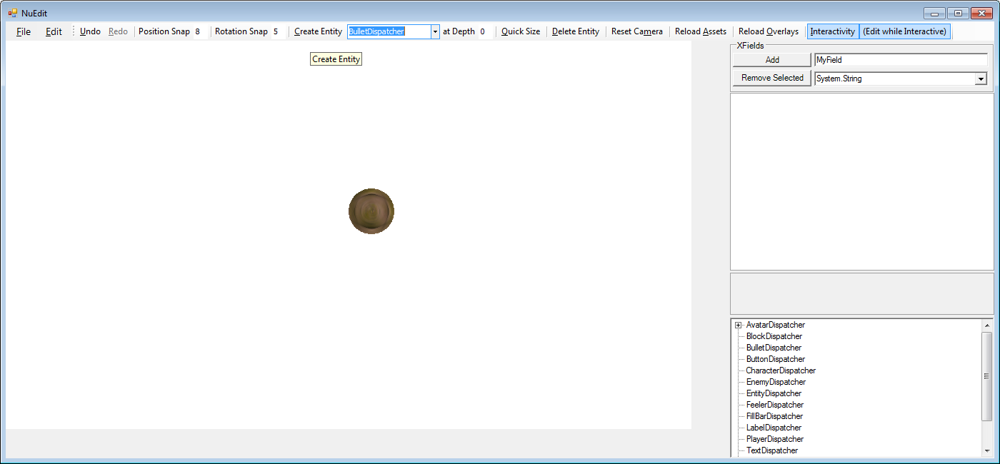 NuEdit
File Edit Undo Redo Position Snap 8 Rotation Snap 5 Create Entity BulletDispatcher at Depth 0 Quick Size Delete Entity Reset Camera Reload Assets Reload Overlays Interactivity (Edit while Interactive)
XFields
Create Entity
Add MyField
Remove Selected System.String
AvatarDispatcher
BlockDispatcher
BulletDispatcher
ButtonDispatcher
CharacterDispatcher
EnemyDispatcher
EntityDispatcher
FeelerDispatcher
FillBarDispatcher
LabelDispatcher
PlayerDispatcher
TextDispatcher